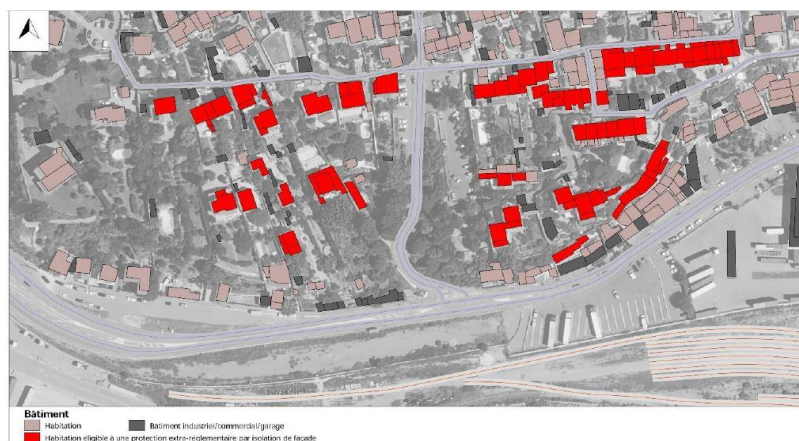 Bâtiment
Habitation
Bâtiment industriel/commercial/garage
Habitation éligible à une protection extra-réglementaire par isolation de façade